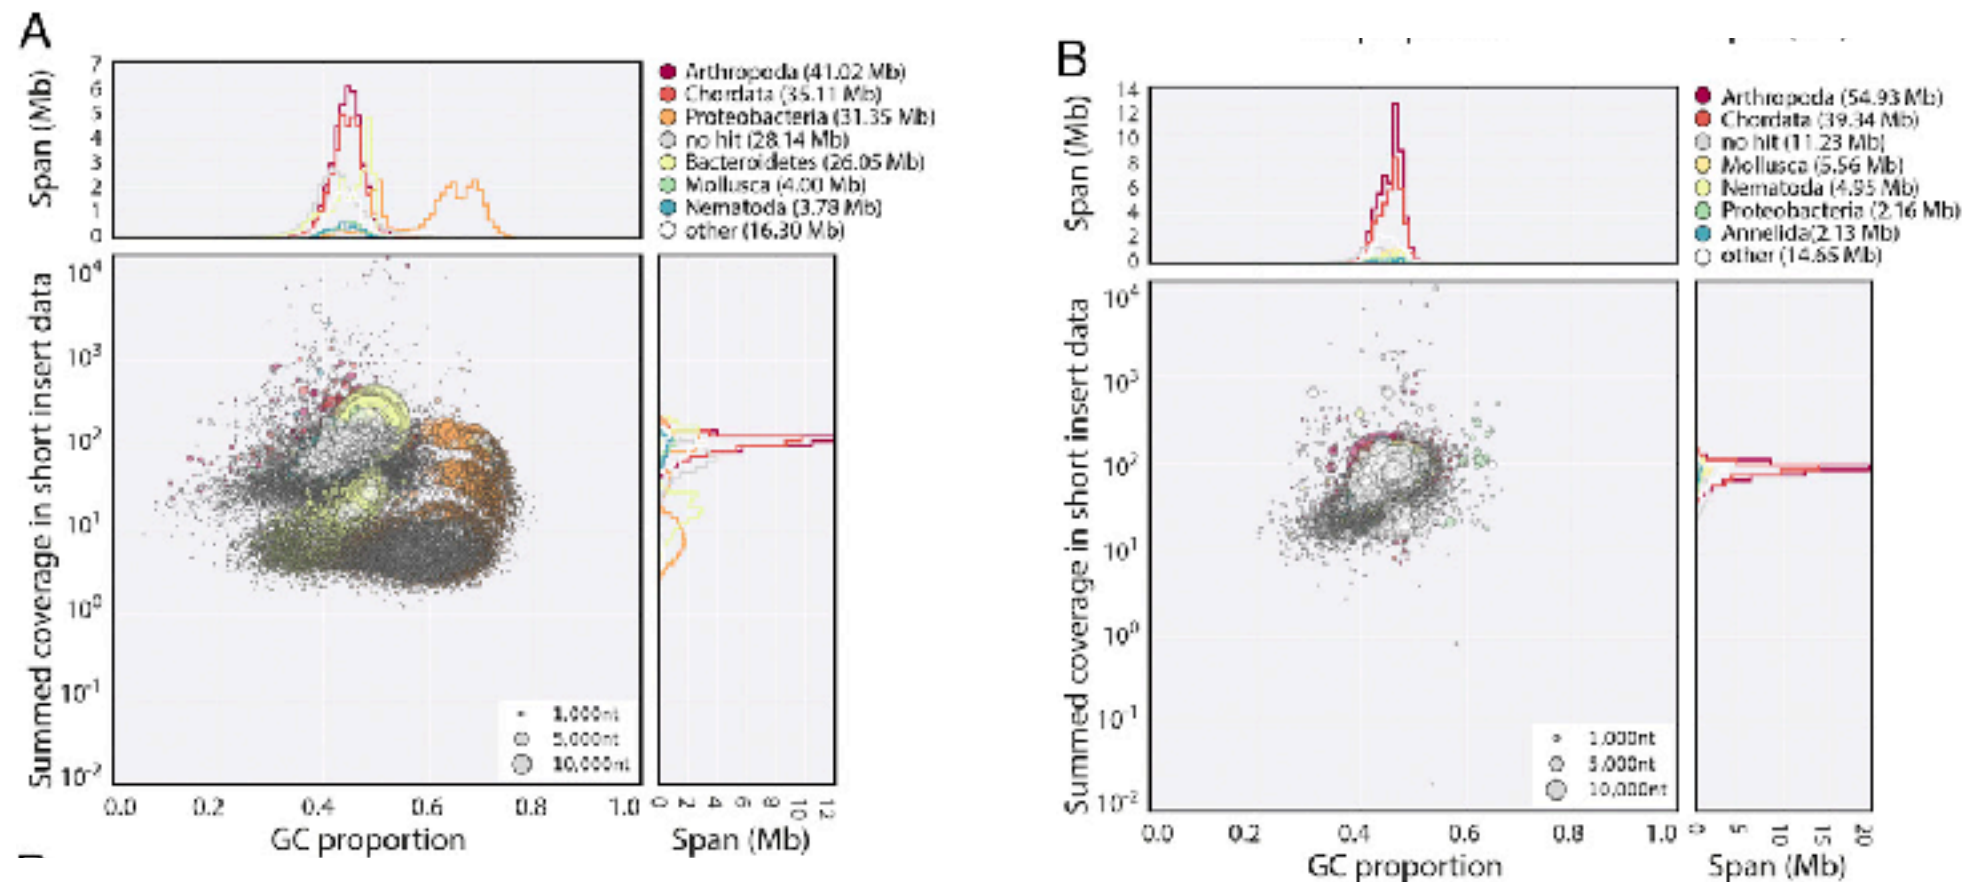 A
Span (Mb)
7
6
5
4
3
2
1
0
Arthropoda (41.02 Mb)
Chordata (35.11 Mb)
Proteobacteria (31.35 Mb)
no hit (28.14 Mb)
Bacteroidetes (26.05 Mb)
Mollusca (4.00 Mb)
Nematoda (3.78 Mb)
other (16.30 Mb)
Summed coverage in short insert data
10⁴
10³
10²
10¹
10⁰
10⁻¹
10⁻²
1,000nt
5,000nt
10,000nt
0.0 0.2 0.4 0.6 0.8 1.0
GC proportion
0 2 4 6 8 10 12
Span (Mb)
B
Span (Mb)
14
12
10
8
6
4
2
0
Arthropoda (54.93 Mb)
Chordata (39.34 Mb)
no hit (11.23 Mb)
Mollusca (5.56 Mb)
Nematoda (4.95 Mb)
Proteobacteria (2.16 Mb)
Annelida(2.13 Mb)
other (14.65 Mb)
Summed coverage in short insert data
10⁴
10³
10²
10¹
10⁰
10⁻¹
10⁻²
1,000nt
5,000nt
10,000nt
0.0 0.2 0.4 0.6 0.8 1.0
GC proportion
0 5 10 15 20
Span (Mb)